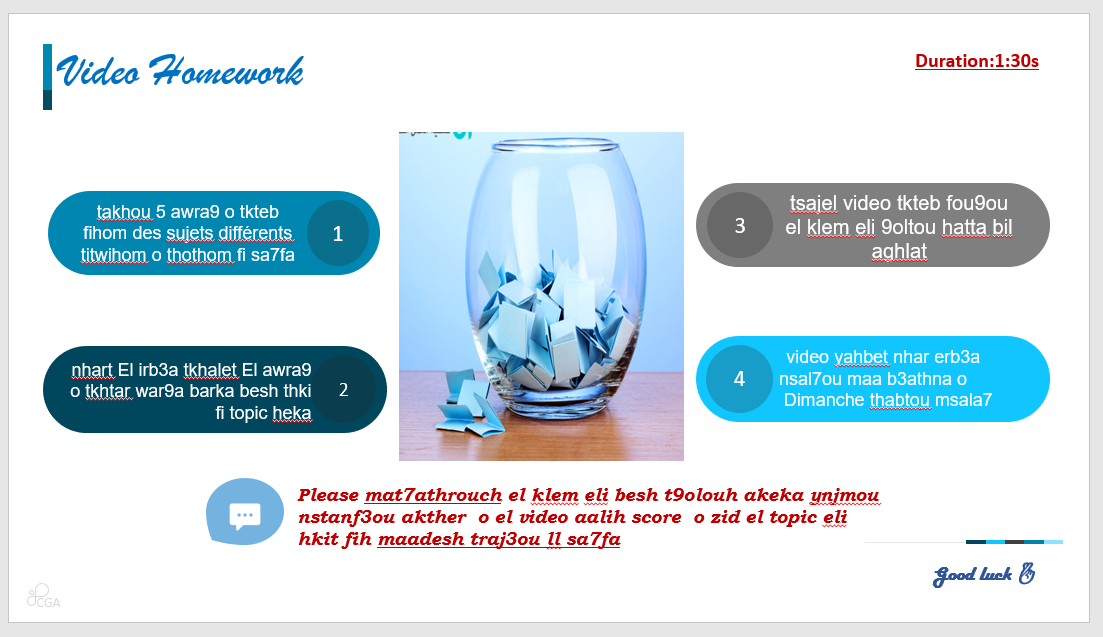 Video Homework
Duration:1:30s
takhou 5 awra9 o tkteb
fihom des sujets différents
titwihom o thothom fi sa7fa
1
nhart El irb3a tkhalet El awra9
o tkhtar war9a barka besh thki
fi topic heka
2
3
tsajel video tkteb fou9ou
el klem eli 9oltou hatta bil
aghlat
4
video yahbet nhar erb3a
nsal7ou maa b3athna o
Dimanche thabtou msala7
Please mat7athrouch el klem eli besh t9olouh akeka ynjmou
nstanf3ou akther o el video aalih score o zid el topic eli
hkit fih maadesh traj3ou ll sa7fa
Good luck
CGA